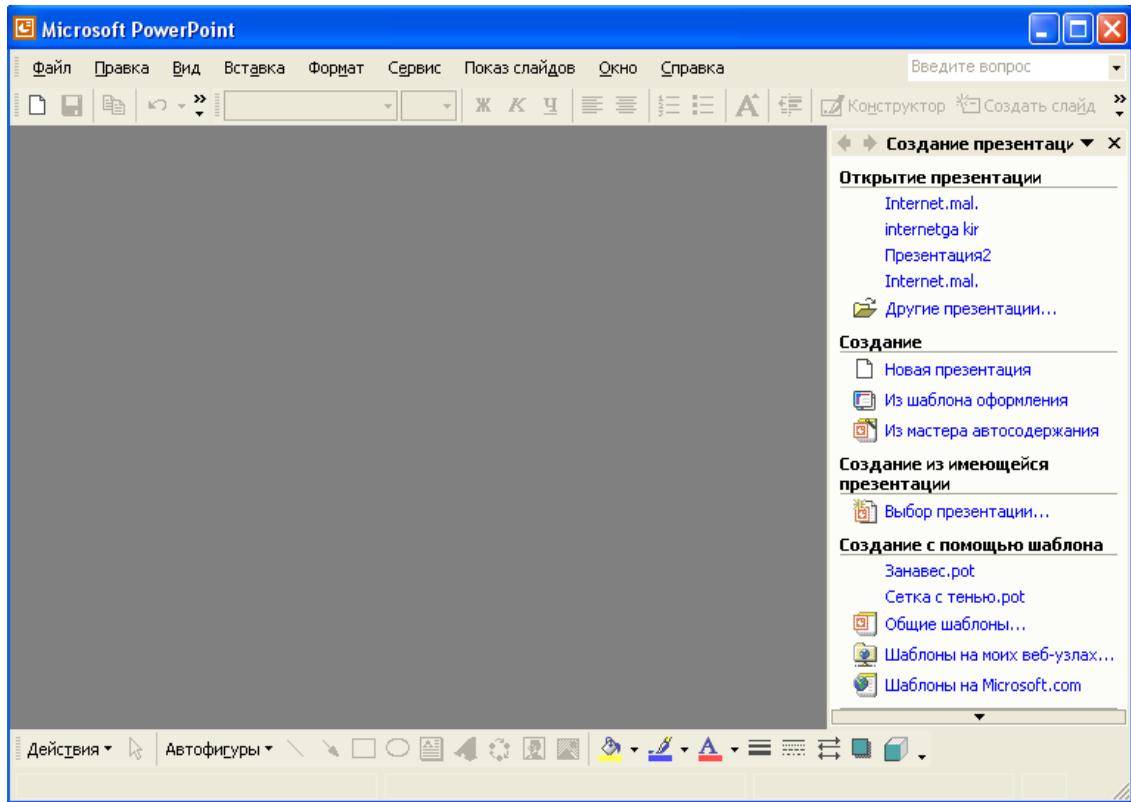 Microsoft PowerPoint
Файл Правка Вид Вставка Формат Сервис Показ слайдов Окно Справка Введите вопрос
Ж К Ч А Конструктор Создать слайд
Создание презентаци
Открытие презентации
Internet.mal.
internetga kir
Презентация2
Internet.mal.
Другие презентации...
Создание
Новая презентация
Из шаблона оформления
Из мастера автосодержания
Создание из имеющейся
презентации
Выбор презентации...
Создание с помощью шаблона
Занавес.pot
Сетка с тенью.pot
Общие шаблоны...
Шаблоны на моих веб-узлах...
Шаблоны на Microsoft.com
Действия Автофигуры А